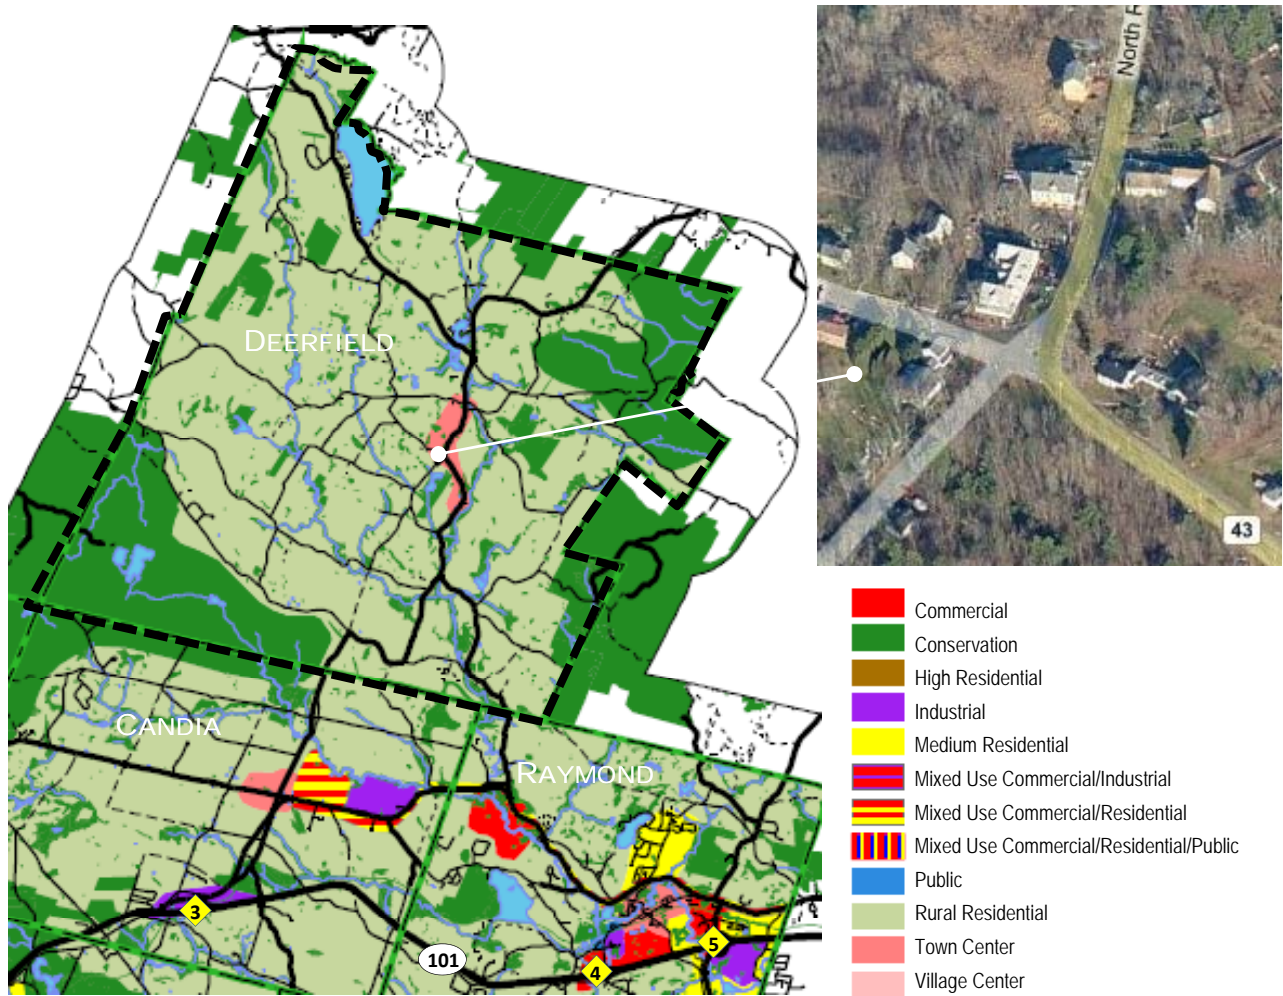 North R
DEERFIELD
43
CANDIA
RAYMOND
3
101
4
5
Commercial
Conservation
High Residential
Industrial
Medium Residential
Mixed Use Commercial/Industrial
Mixed Use Commercial/Residential
Mixed Use Commercial/Residential/Public
Public
Rural Residential
Town Center
Village Center